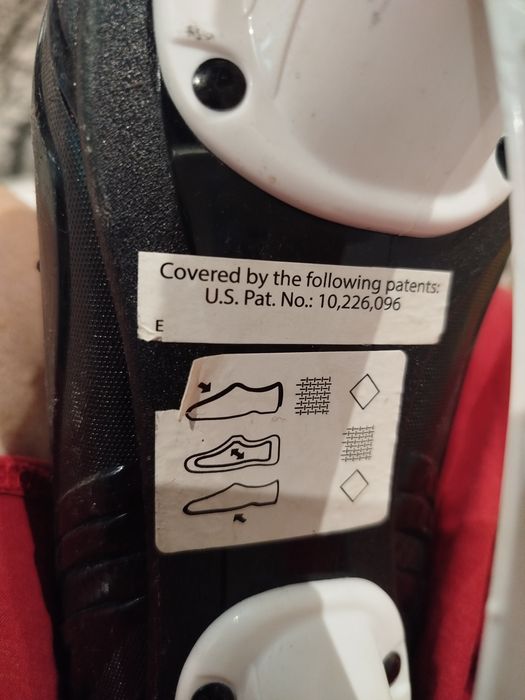 Covered by the following patents:
U.S. Pat. No.: 10,226,096
E